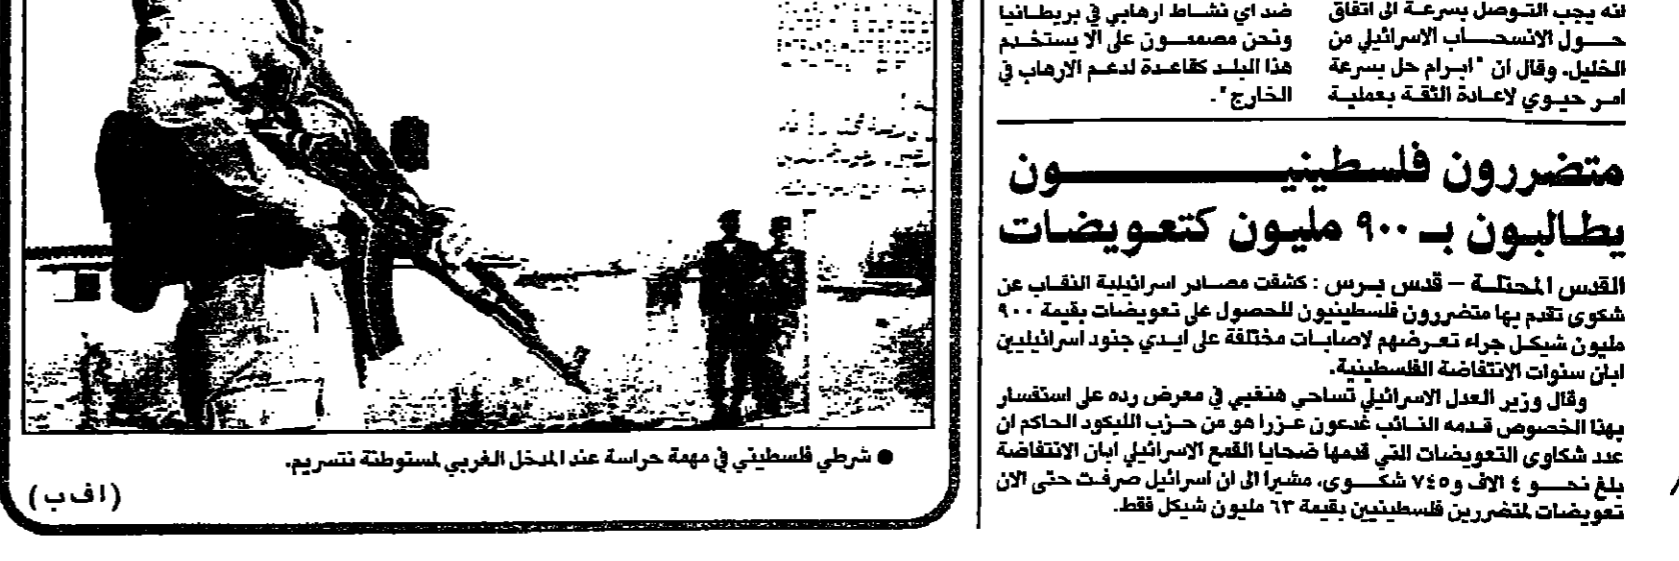 انه يجب التوصل بسرعة الى اتفاق
حول الانسحاب الاسرائيلي من
الخليل. وقال ان "ابرام حل بسرعة
امر حيوي لاعادة الثقة بعملية
ضد اي نشاط ارهابي في بريطانيا
ونحن مصممون على الا يستخدم
هذا البلد كقاعدة لدعم الارهاب في
الخارج".
متضررون فلسطينيون
يطالبون بـ ٩٠٠ مليون كتعويضات
القدس المحتلة – قدس برس : كشفت مصادر اسرائيلية النقاب عن
شكوى تقدم بها متضررون فلسطينيون للحصول على تعويضات بقيمة ٩٠٠
مليون شيكل جراء تعرضهم لاصابات مختلفة على ايدي جنود اسرائيليين
ابان سنوات الانتفاضة الفلسطينية.
وقال وزير العدل الاسرائيلي تساحي هنغبي في معرض رده على استفسار
بهذا الخصوص قدمه النائب غدعون عزرا هو من حزب الليكود الحاكم ان
عدد شكاوى التعويضات التي قدمها ضحايا القمع الاسرائيلي ابان الانتفاضة
بلغ نحو ٤ الاف و٧٤٥ شكوى، مشيرا الى ان اسرائيل صرفت حتى الان
تعويضات لمتضررين فلسطينيين بقيمة ٦٣ مليون شيكل فقط.
● شرطي فلسطيني في مهمة حراسة عند المدخل الغربي لمستوطنة نتسريم.
(ا ف ب)